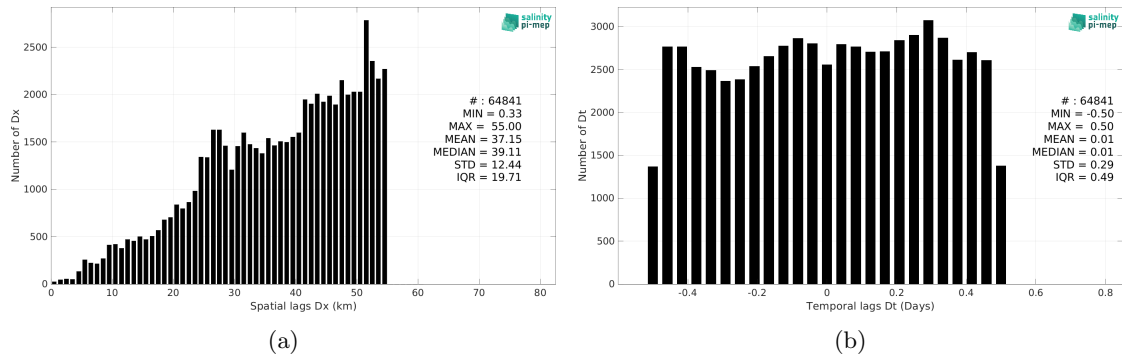 salinity
pi-mep
2500
2000
1500
1000
500
0
Number of Dx
# : 64841
MIN = 0.33
MAX = 55.00
MEAN = 37.15
MEDIAN = 39.11
STD = 12.44
IQR = 19.71
0 10 20 30 40 50 60 70 80
Spatial lags Dx (km)
(a)
salinity
pi-mep
3000
2500
2000
1500
1000
500
0
Number of Dt
# : 64841
MIN = -0.50
MAX = 0.50
MEAN = 0.01
MEDIAN = 0.01
STD = 0.29
IQR = 0.49
-0.4 -0.2 0 0.2 0.4 0.6 0.8
Temporal lags Dt (Days)
(b)